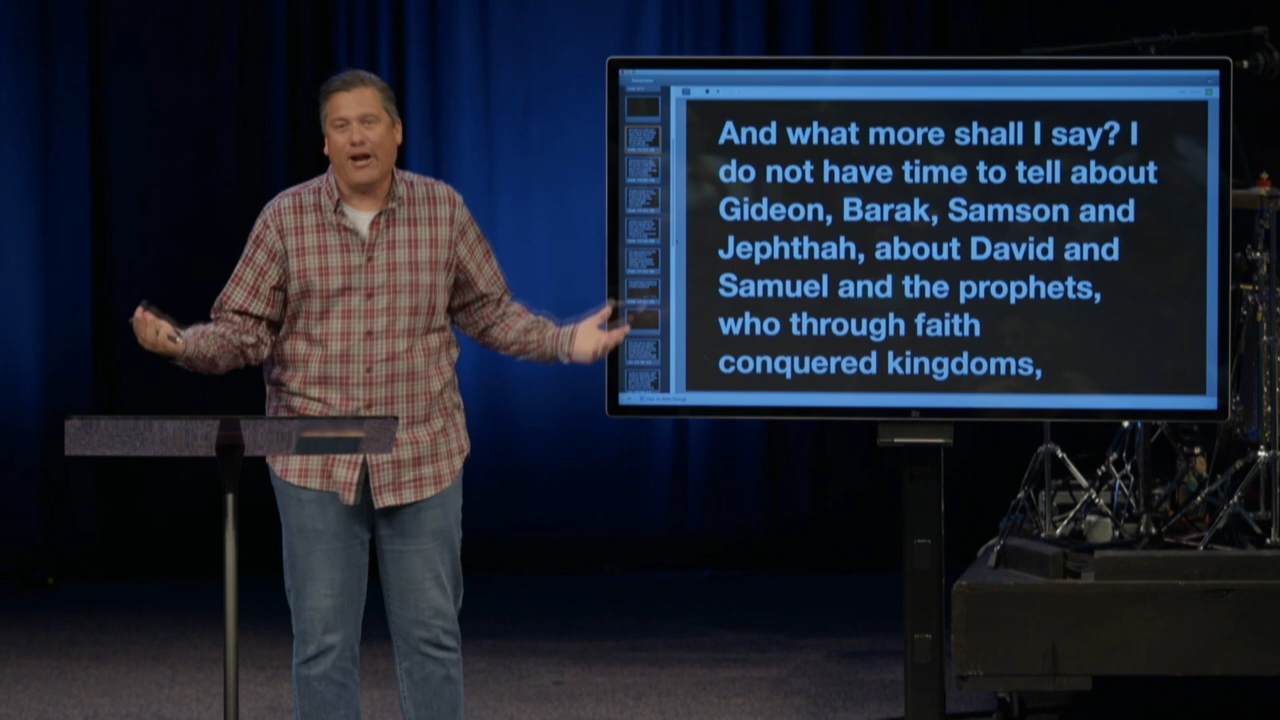 And what more shall I say? I
do not have time to tell about
Gideon, Barak, Samson and
Jephthah, about David and
Samuel and the prophets,
who through faith
conquered kingdoms,